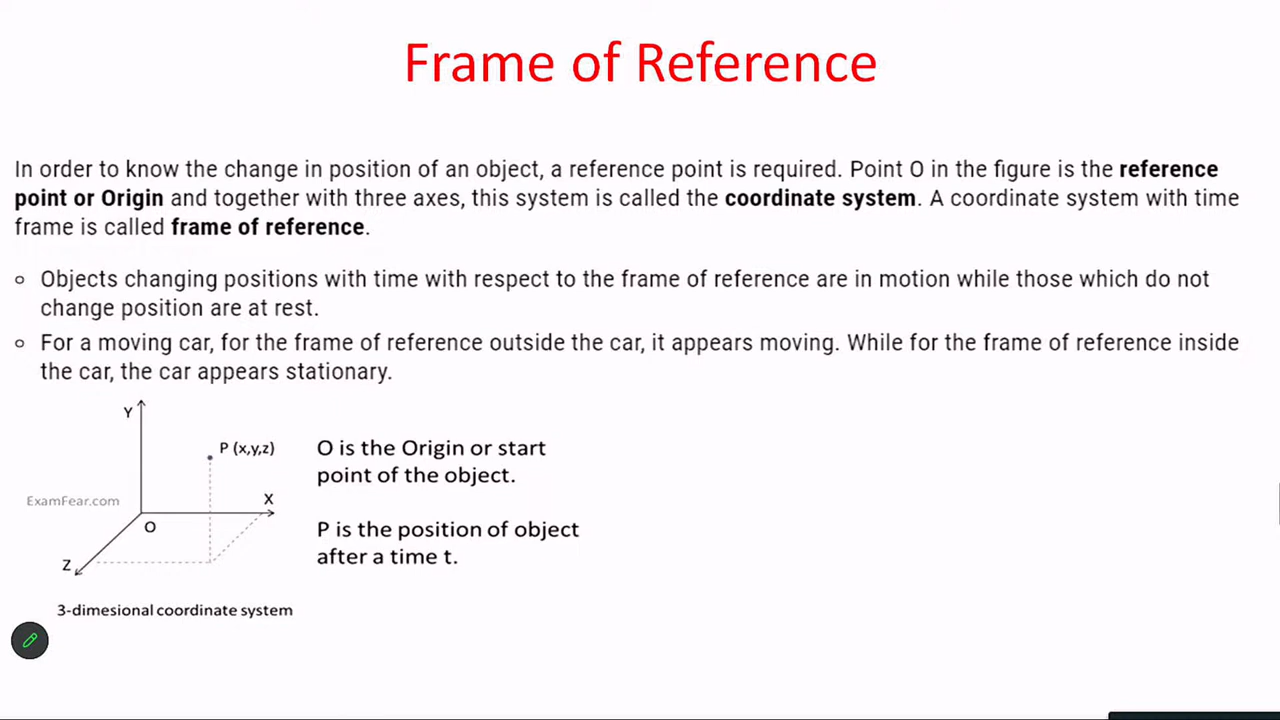 Frame of Reference
In order to know the change in position of an object, a reference point is required. Point O in the figure is the reference
point or Origin and together with three axes, this system is called the coordinate system. A coordinate system with time
frame is called frame of reference.
Objects changing positions with time with respect to the frame of reference are in motion while those which do not
change position are at rest.
For a moving car, for the frame of reference outside the car, it appears moving. While for the frame of reference inside
the car, the car appears stationary.
Y
P (x,y,z)
ExamFear.com
X
O
Z
3-dimesional coordinate system
O is the Origin or start
point of the object.
P is the position of object
after a time t.